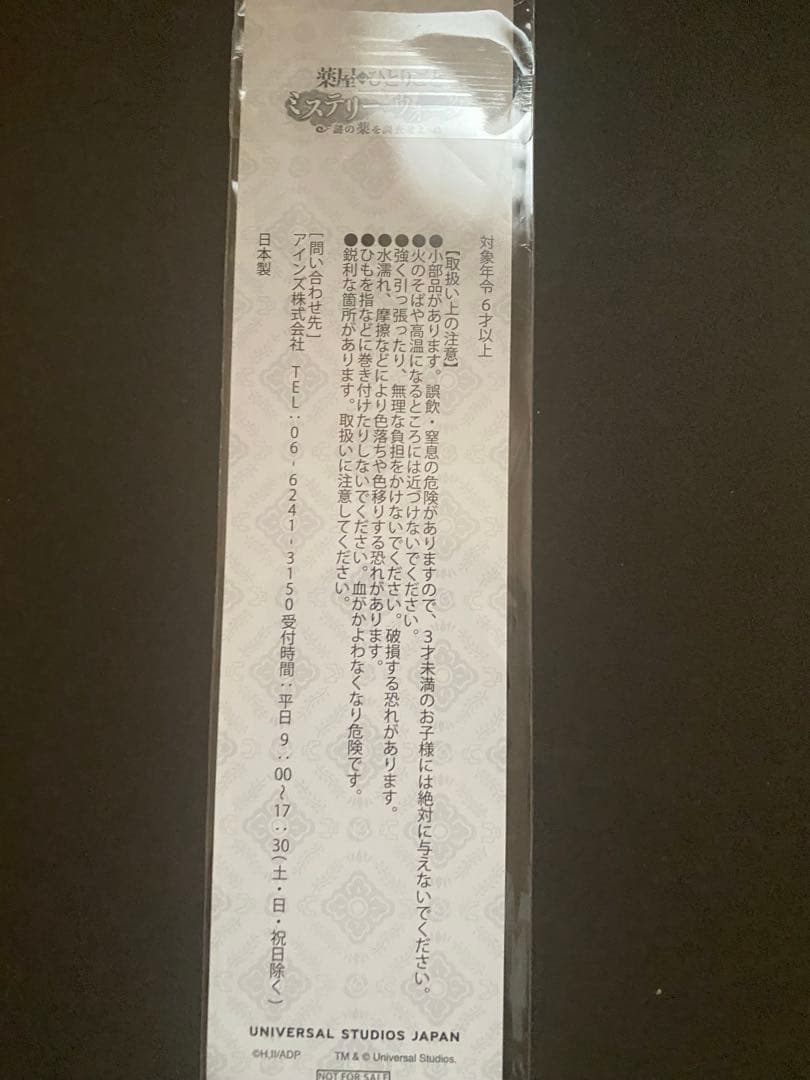 薬屋のひとりごと
ミステリー・ウォーク
謎の薬を調査せよ
対象年令 6才以上
【取扱い上の注意】
●小部品があります。誤飲・窒息の危険がありますので、3才未満のお子様には絶対に与えないでください。
●火のそばや高温になるところには近づけないでください。
●強く引っ張ったり、無理な負担をかけないでください。破損する恐れがあります。
●水濡れ、摩擦などにより色落ちや色移りする恐れがあります。
●ひもを指などに巻き付けたりしないでください。血がかよわなくなり危険です。
●鋭利な箇所があります。取扱いに注意してください。
[問い合わせ先]
アインズ株式会社 TEL:06-6241-3150 受付時間:平日 9:00~17:30(土・日・祝日除く)
日本製
UNIVERSAL STUDIOS JAPAN
©H,II/ADP TM & © Universal Studios.
NOT FOR SALE